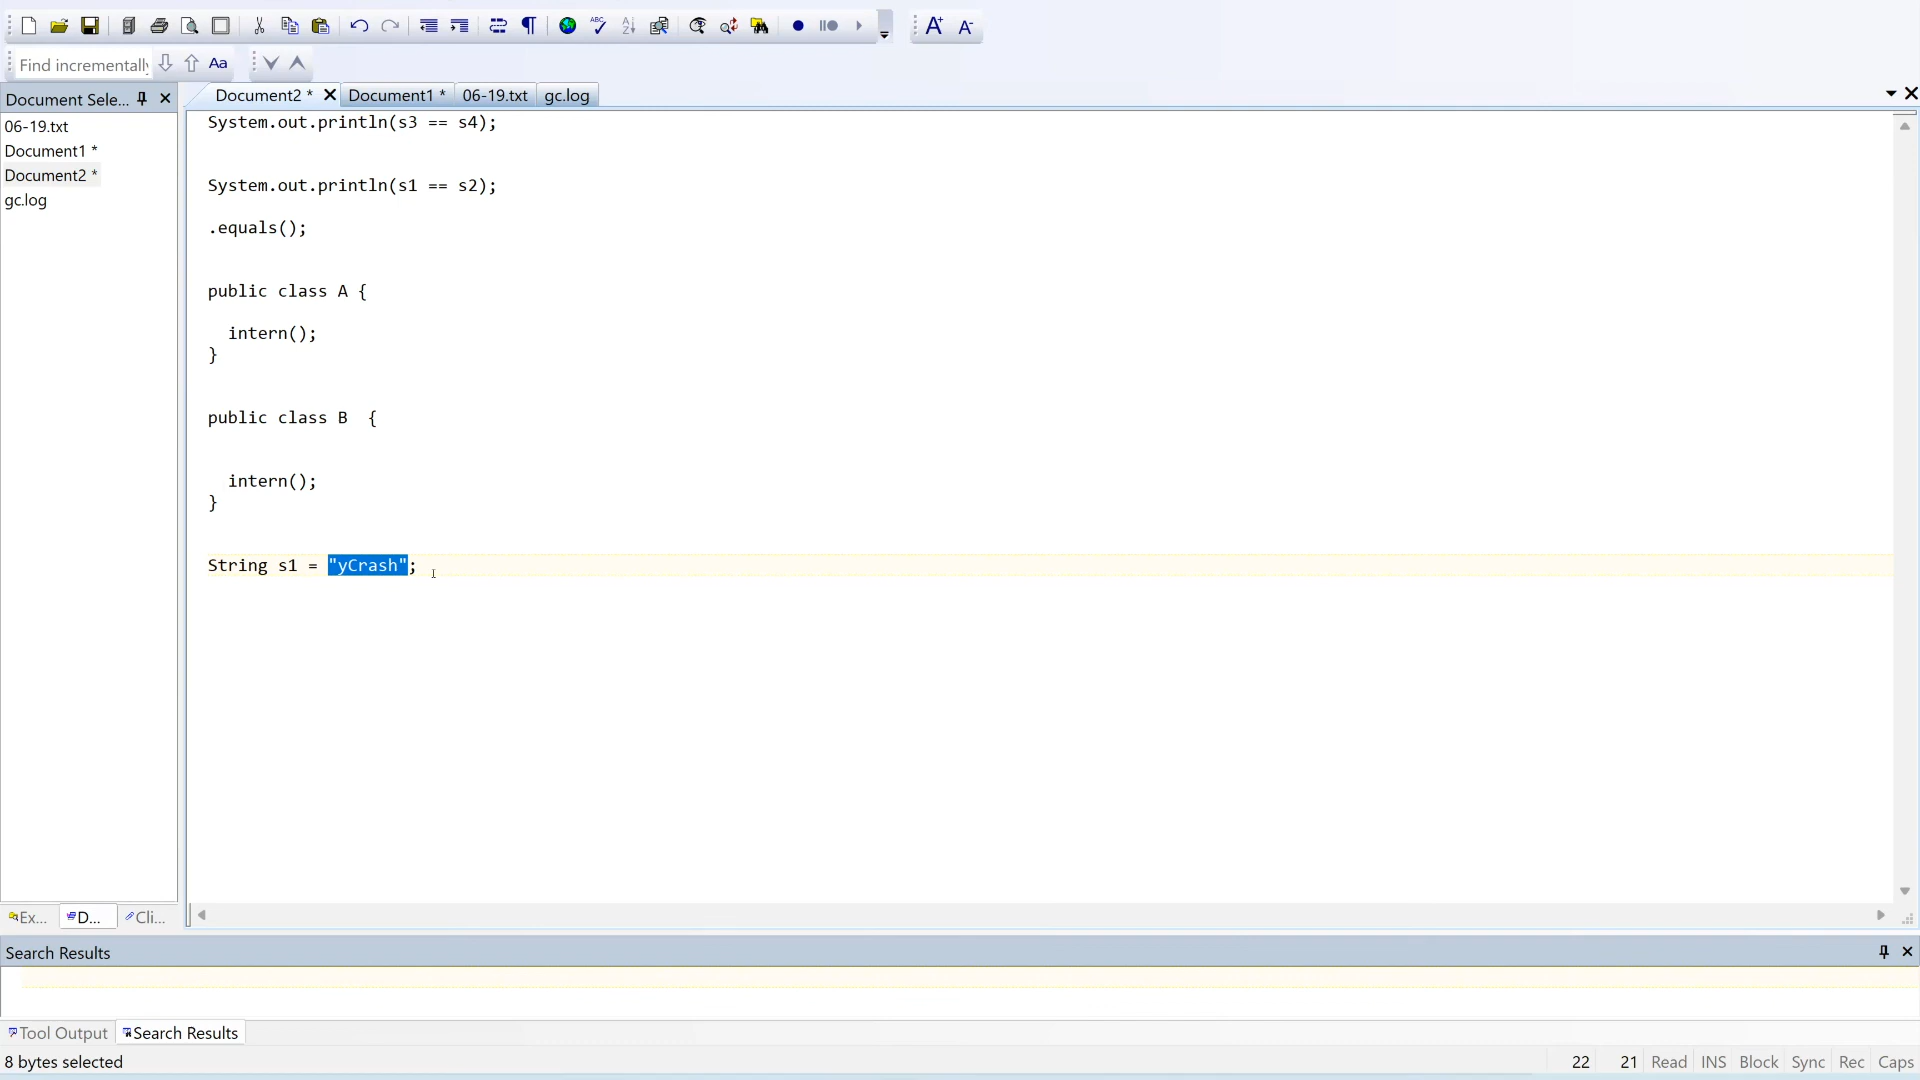 Find incrementally
Aa
A+ A-
Document Sele...
Document2 * Document1 * 06-19.txt gc.log
06-19.txt
Document1 *
Document2 *
gc.log
System.out.println(s3 == s4);
System.out.println(s1 == s2);
.equals();
public class A {
intern();
}
public class B  {
intern();
}
String s1 = "yCrash";
Ex... D... Cli...
Search Results
Tool Output Search Results
8 bytes selected 22 21 Read INS Block Sync Rec Caps